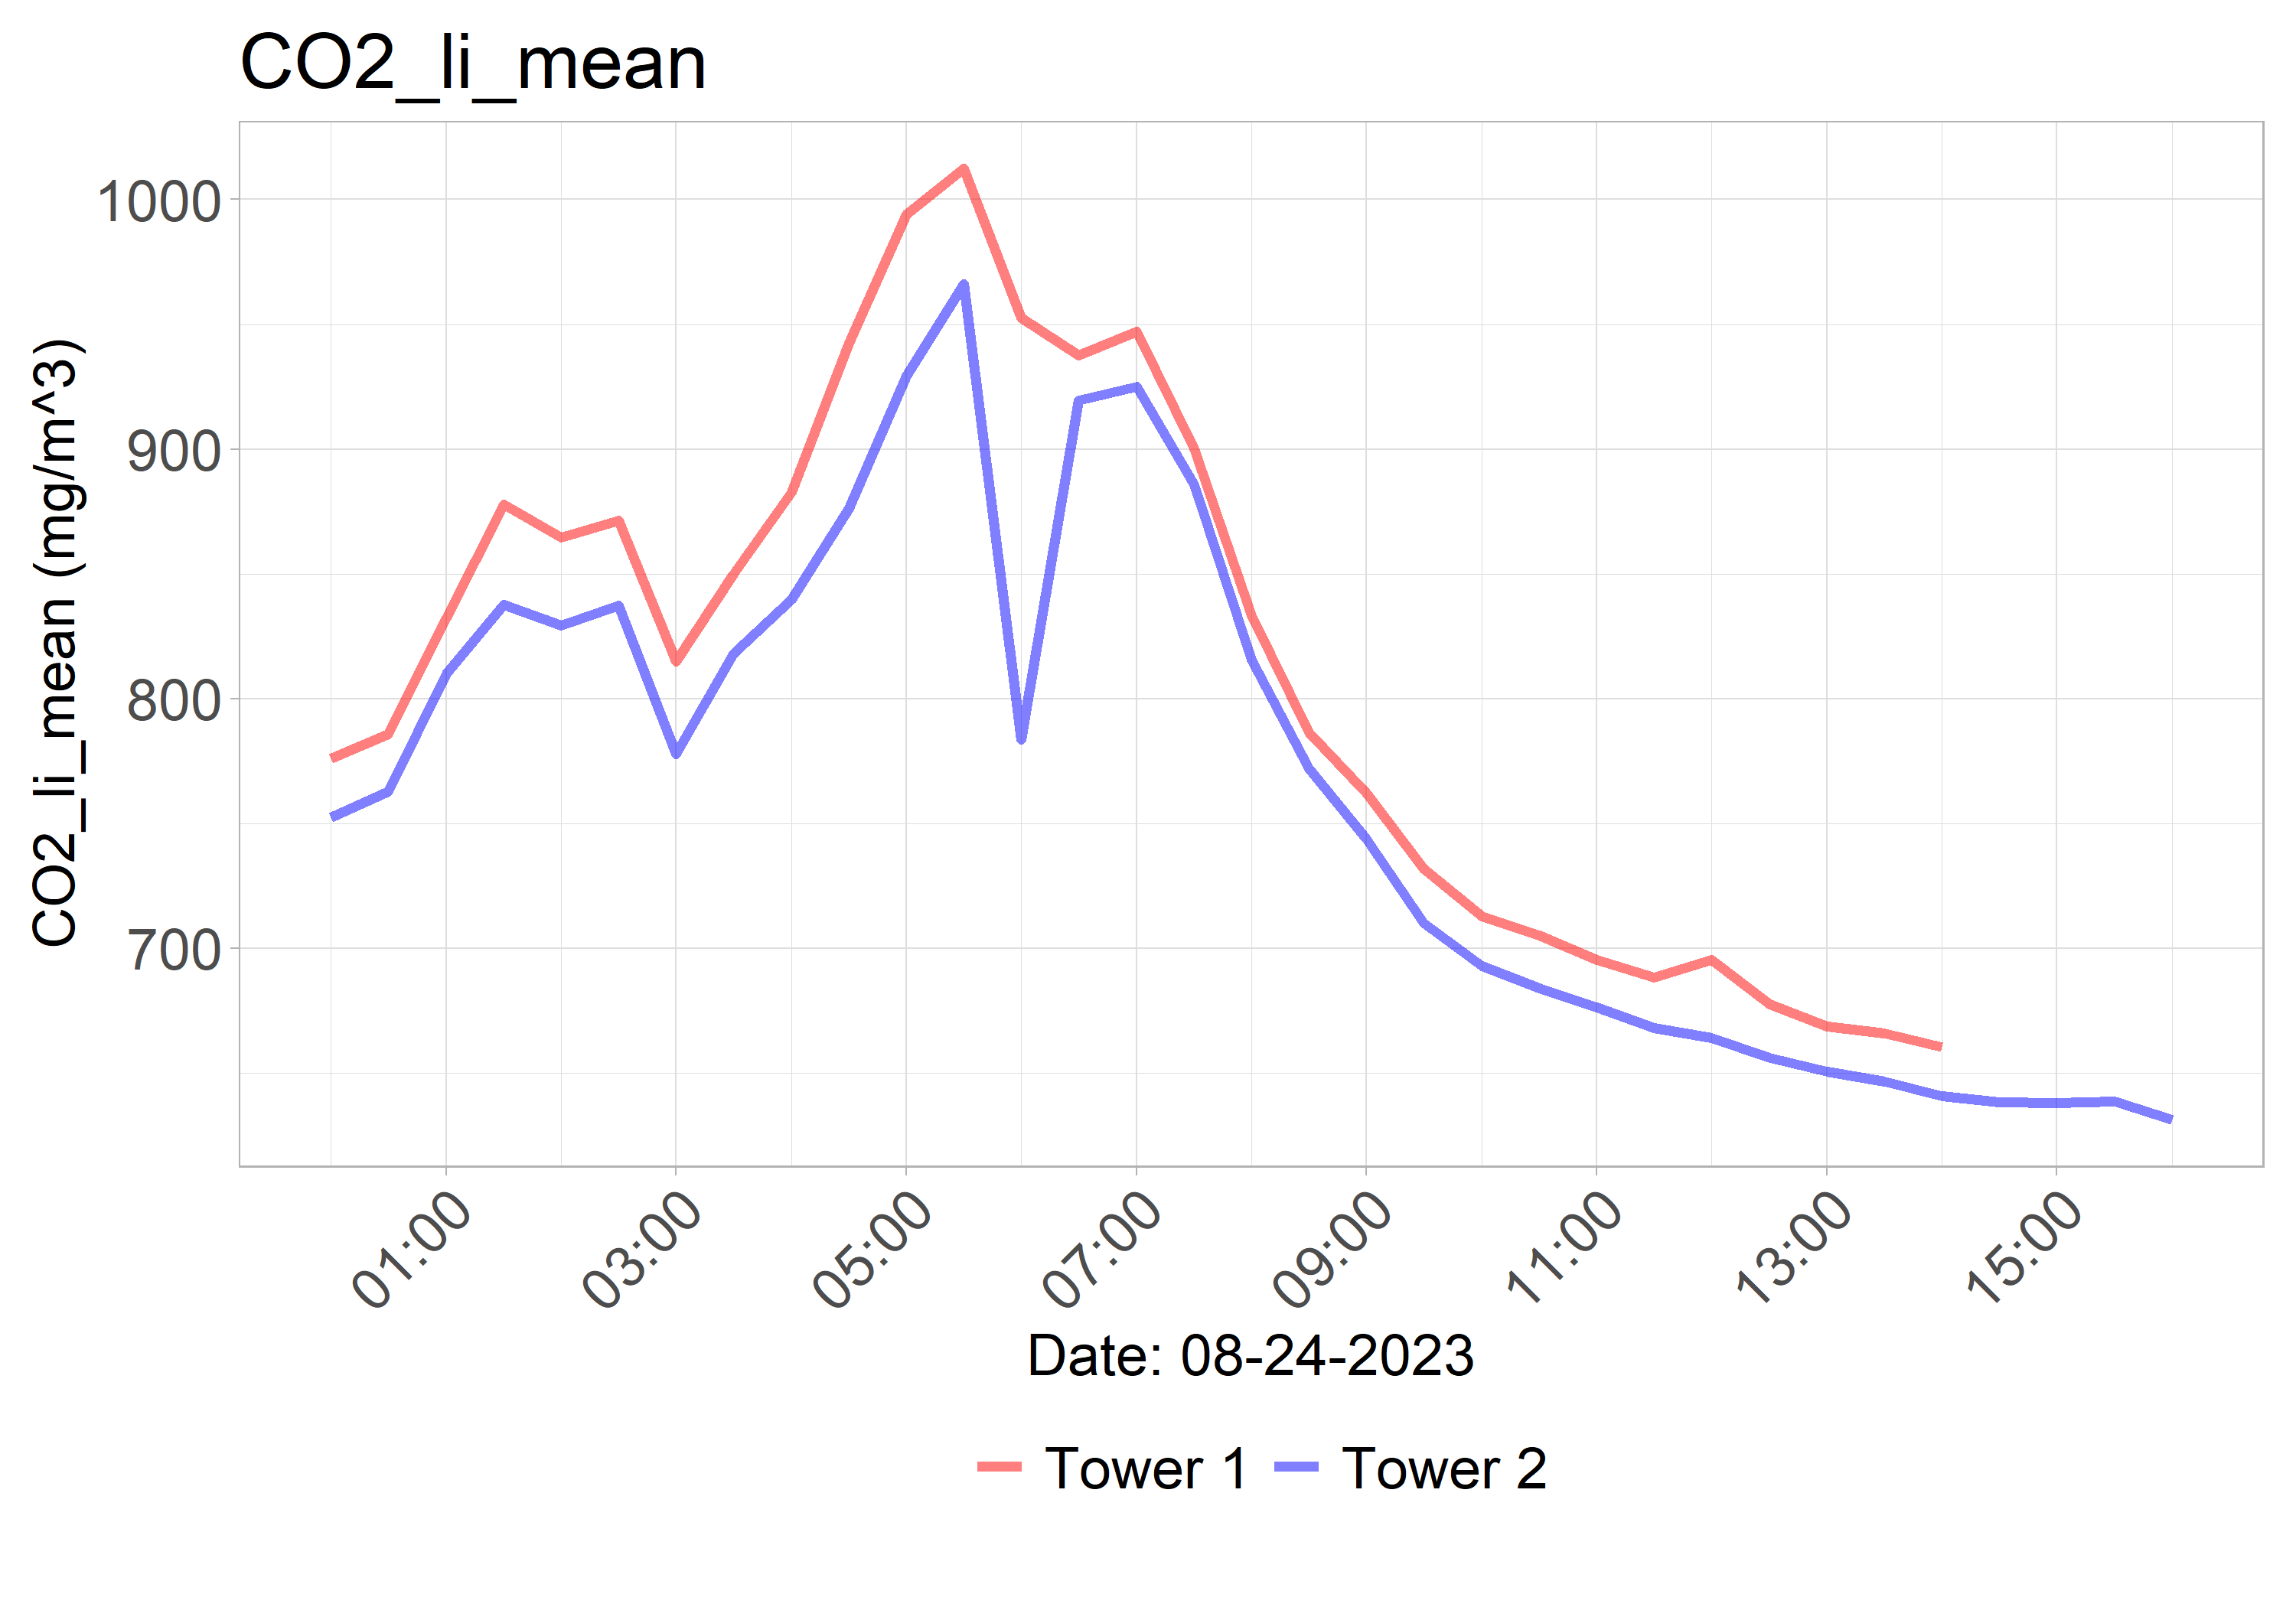 CO2_li_mean
CO2_li_mean (mg/m^3)
1000
900
800
700
01:00 03:00 05:00 07:00 09:00 11:00 13:00 15:00
Date: 08-24-2023
Tower 1 Tower 2